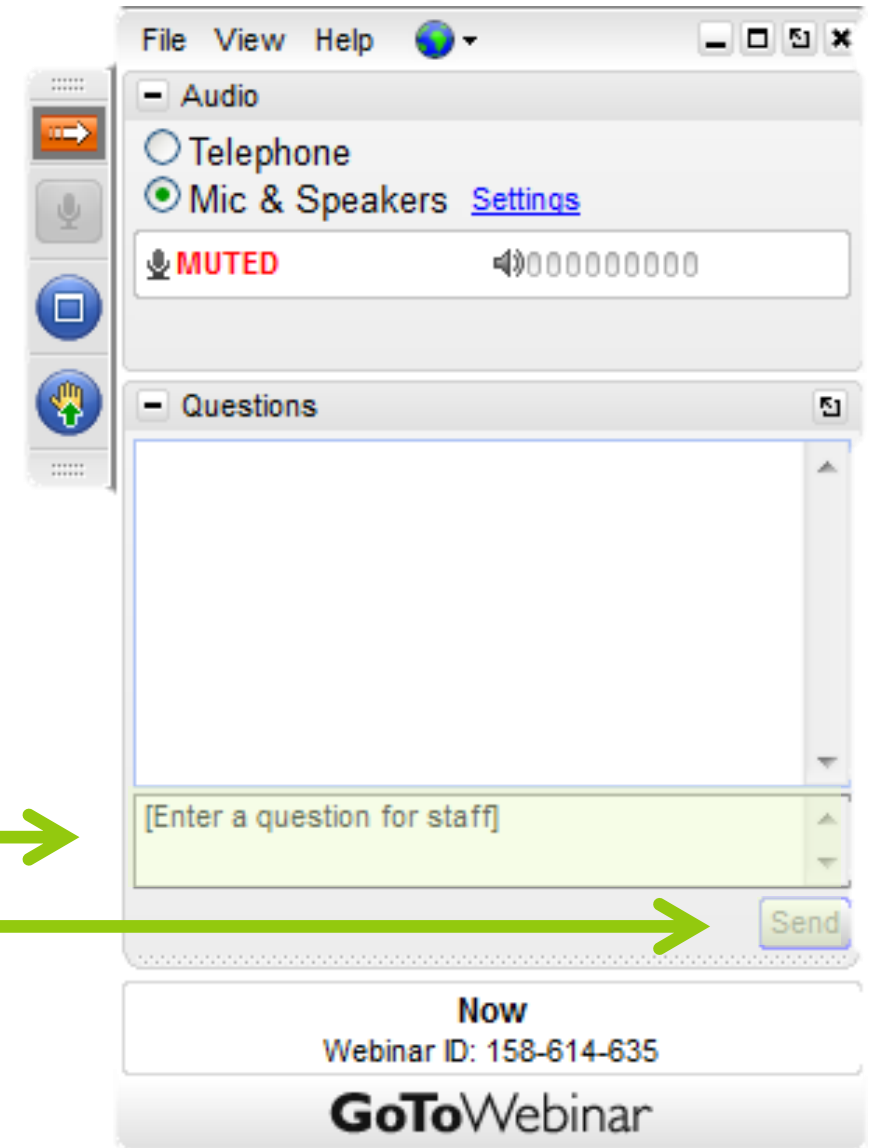 File View Help
Audio
Telephone
Mic & Speakers Settings
MUTED 000000000
Questions
[Enter a question for staff]
Send
Now
Webinar ID: 158-614-635
GoToWebinar